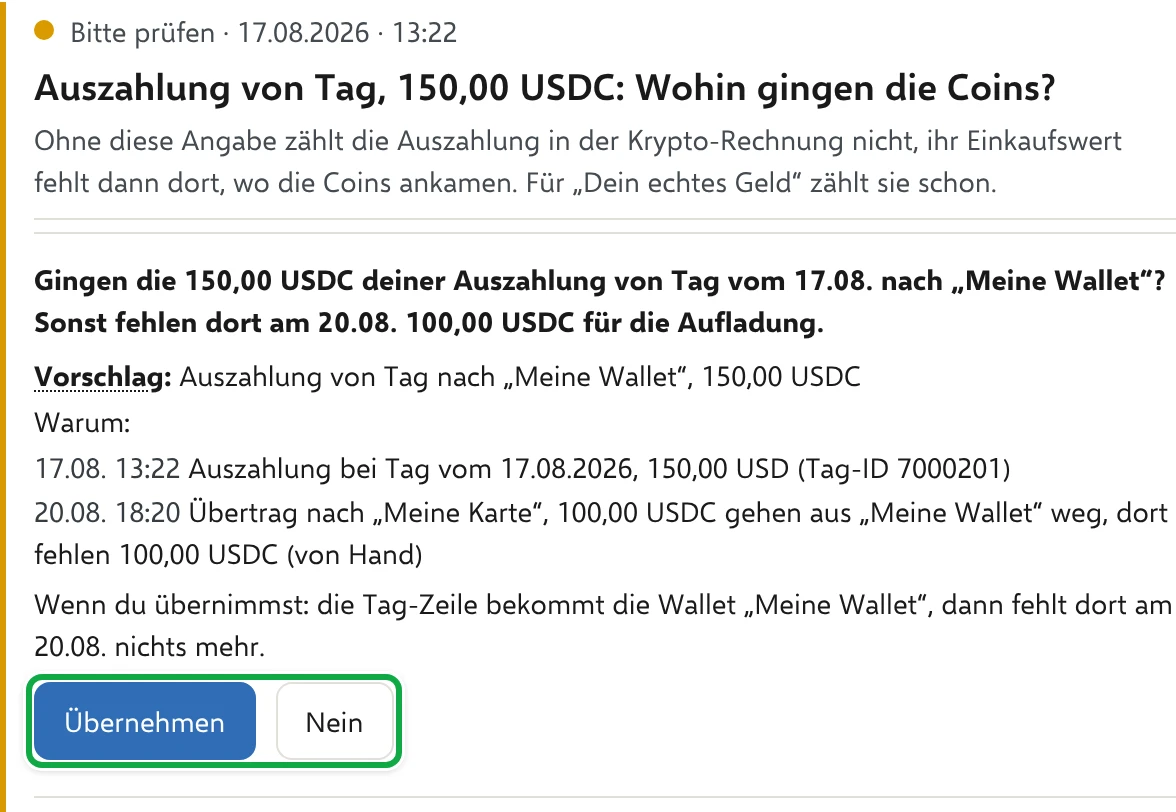 Bitte prüfen · 17.08.2026 · 13:22
Auszahlung von Tag, 150,00 USDC: Wohin gingen die Coins?
Ohne diese Angabe zählt die Auszahlung in der Krypto-Rechnung nicht, ihr Einkaufswert
fehlt dann dort, wo die Coins ankamen. Für „Dein echtes Geld“ zählt sie schon.
Gingen die 150,00 USDC deiner Auszahlung von Tag vom 17.08. nach „Meine Wallet“?
Sonst fehlen dort am 20.08. 100,00 USDC für die Aufladung.
Vorschlag: Auszahlung von Tag nach „Meine Wallet“, 150,00 USDC
Warum:
17.08. 13:22 Auszahlung bei Tag vom 17.08.2026, 150,00 USD (Tag-ID 7000201)
20.08. 18:20 Übertrag nach „Meine Karte“, 100,00 USDC gehen aus „Meine Wallet“ weg, dort
fehlen 100,00 USDC (von Hand)
Wenn du übernimmst: die Tag-Zeile bekommt die Wallet „Meine Wallet“, dann fehlt dort am
20.08. nichts mehr.
Übernehmen Nein